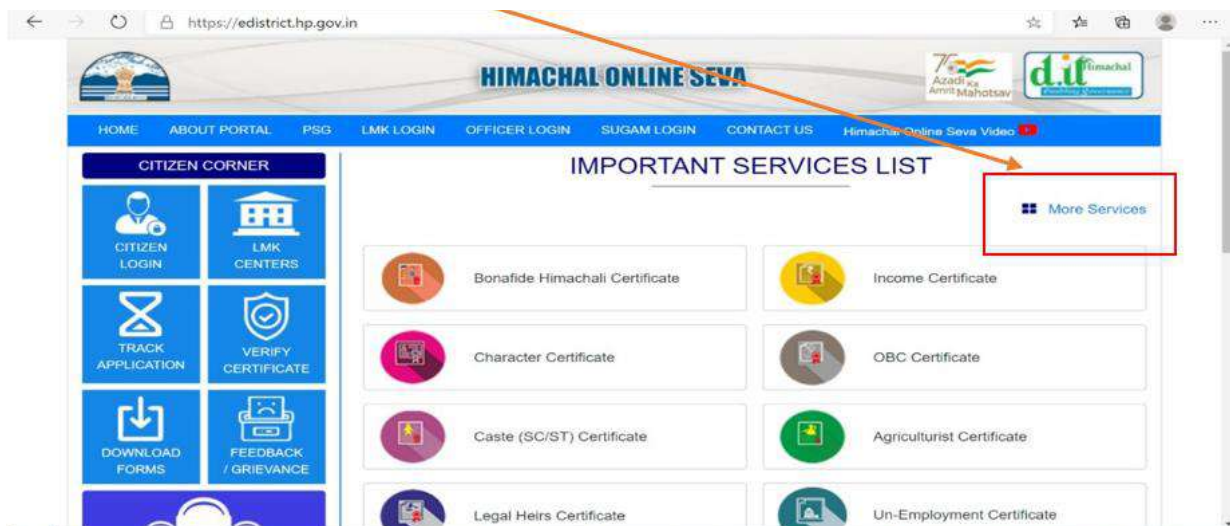 https://edistrict.hp.gov.in
HIMACHAL ONLINE SEVA
Azadi Ka
Amrit Mahotsav
d.it Himachal
HOME ABOUT PORTAL PSG LMK LOGIN OFFICER LOGIN SUGAM LOGIN CONTACT US Himachal Online Seva Video
CITIZEN CORNER
IMPORTANT SERVICES LIST
More Services
CITIZEN
LOGIN
LMK
CENTERS
Bonafide Himachali Certificate
Income Certificate
TRACK
APPLICATION
VERIFY
CERTIFICATE
Character Certificate
OBC Certificate
Caste (SC/ST) Certificate
Agriculturist Certificate
DOWNLOAD
FORMS
FEEDBACK
/ GRIEVANCE
Legal Heirs Certificate
Un-Employment Certificate